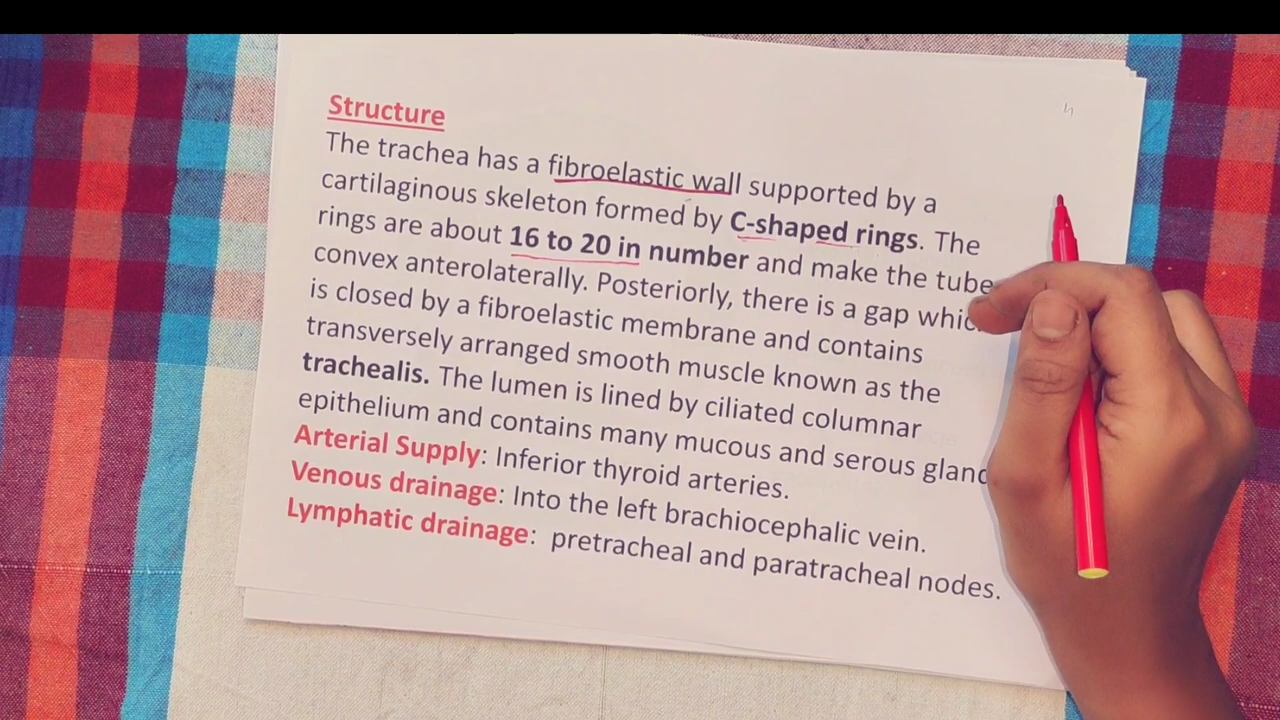 Structure
The trachea has a fibroelastic wall supported by a
cartilaginous skeleton formed by C-shaped rings. The
rings are about 16 to 20 in number and make the tube
convex anterolaterally. Posteriorly, there is a gap
is closed by a fibroelastic membrane and contains
transversely arranged smooth muscle known as the
trachealis. The lumen is lined by ciliated columnar
epithelium and contains many mucous and serous
Arterial Supply: Inferior thyroid arteries.
Venous drainage: Into the left brachiocephalic vein.
Lymphatic drainage: pretracheal and paratracheal nodes.